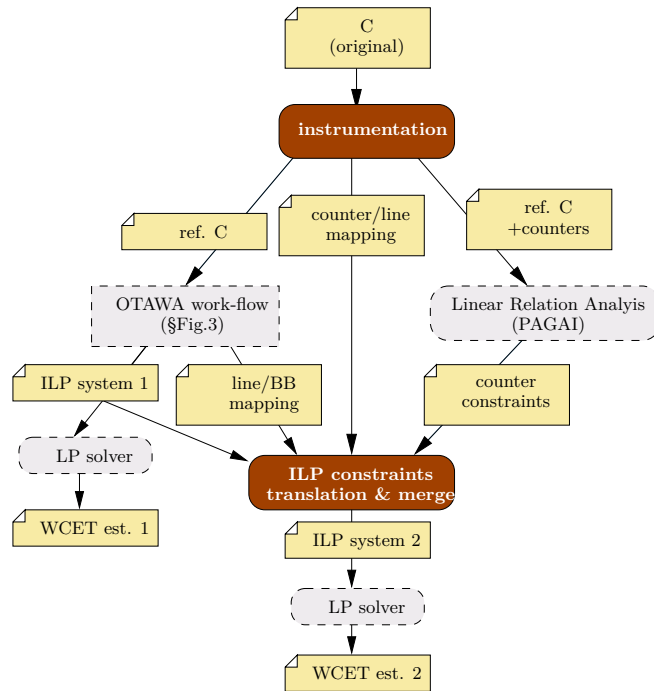 C
(original)
instrumentation
counter/line
mapping
ref. C
+counters
ref. C
OTAWA work-flow
(§Fig.3)
Linear Relation Analyis
(PAGAI)
ILP system 1
line/BB
mapping
counter
constraints
LP solver
ILP constraints
translation & merge
WCET est. 1
ILP system 2
LP solver
WCET est. 2